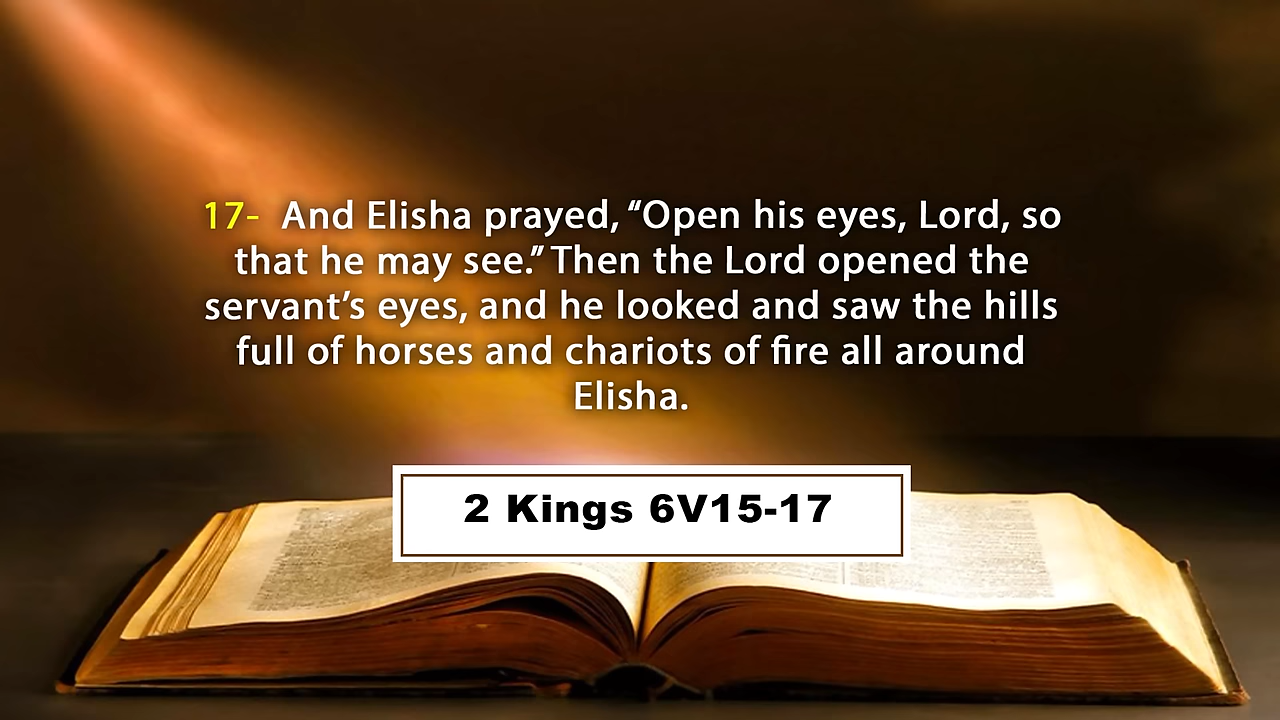 17- And Elisha prayed, “Open his eyes, Lord, so
that he may see.” Then the Lord opened the
servant’s eyes, and he looked and saw the hills
full of horses and chariots of fire all around
Elisha.
2 Kings 6V15-17